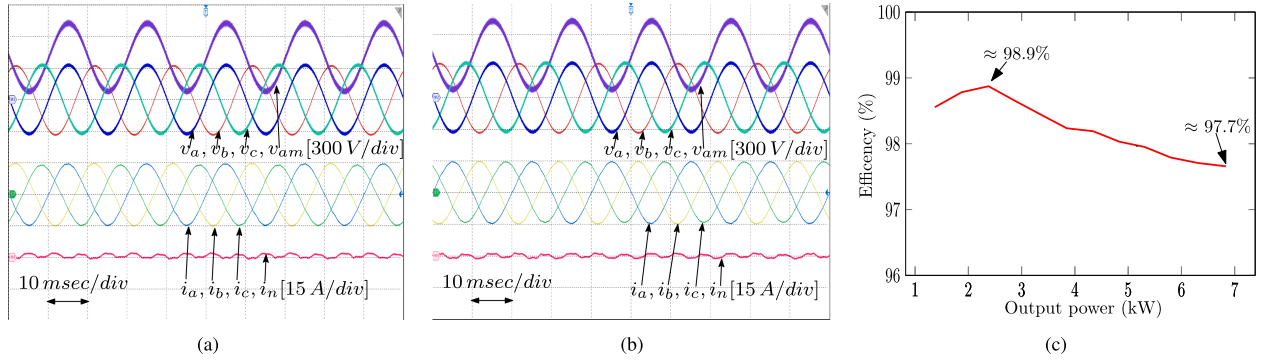 v_a, v_b, v_c, v_am[300 V/div]
10 msec/div
i_a, i_b, i_c, i_n[15 A/div]
(a)
v_a, v_b, v_c, v_am[300 V/div]
10 msec/div
i_a, i_b, i_c, i_n[15 A/div]
(b)
100
99
98
97
96
Efficency (%)
≈ 98.9%
≈ 97.7%
1 2 3 4 5 6 7
Output power (kW)
(c)